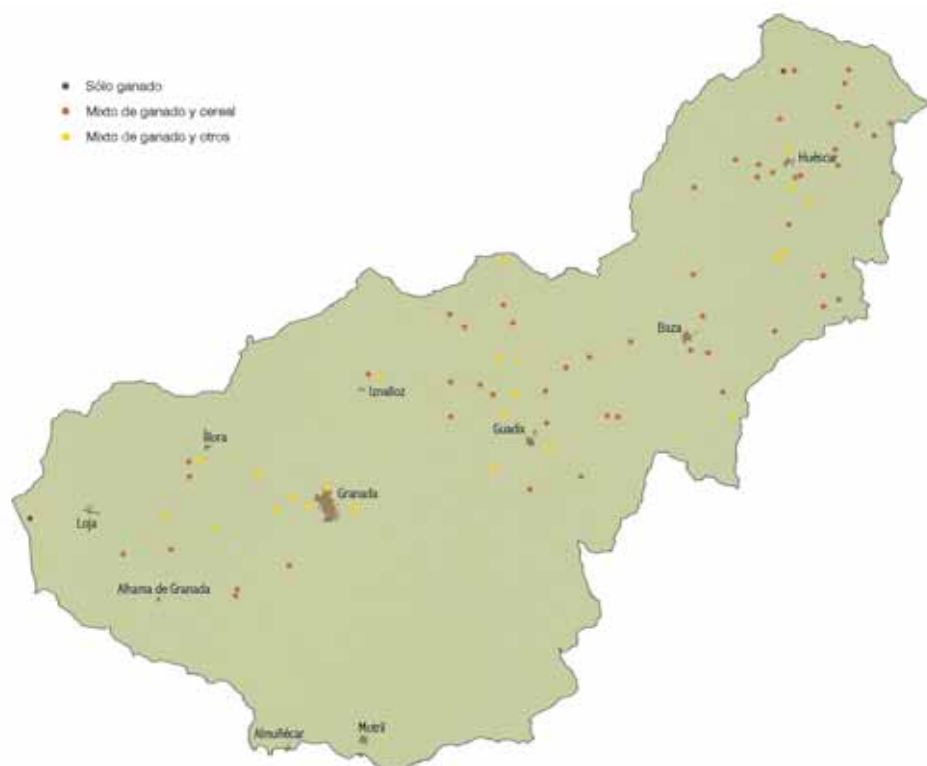 Sólo ganado
Mixto de ganado y cereal
Mixto de ganado y otros
Huéscar
Baza
Iznalloz
Guadix
Íllora
Granada
Loja
Alhama de Granada
Almuñécar
Motril